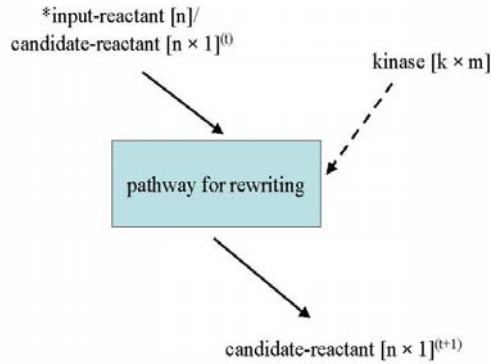 *input-reactant [n]/
candidate-reactant [n × 1]⁽ᵗ⁾
kinase [k × m]
pathway for rewriting
candidate-reactant [n × 1]⁽ᵗ⁺¹⁾